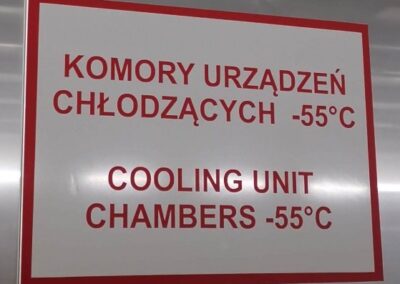 KOMORY URZĄDZEŃ
CHŁODZĄCYCH -55°C
COOLING UNIT
CHAMBERS -55°C